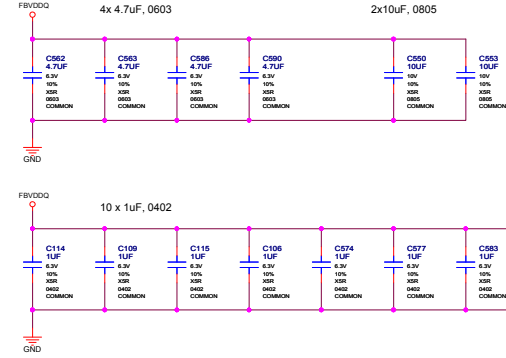 FBVDDQ
4x 4.7uF, 0603
2x10uF, 0805
C562
4.7UF
6.3V
10%
X5R
0603
COMMON
C563
4.7UF
6.3V
10%
X5R
0603
COMMON
C586
4.7UF
6.3V
10%
X5R
0603
COMMON
C590
4.7UF
6.3V
10%
X5R
0603
COMMON
C550
10UF
10V
10%
X5R
0805
COMMON
C553
10UF
10V
10%
X5R
0805
COMMON
GND
FBVDDQ
10 x 1uF, 0402
C114
1UF
6.3V
10%
X5R
0402
COMMON
C109
1UF
6.3V
10%
X5R
0402
COMMON
C115
1UF
6.3V
10%
X5R
0402
COMMON
C106
1UF
6.3V
10%
X5R
0402
COMMON
C574
1UF
6.3V
10%
X5R
0402
COMMON
C577
1UF
6.3V
10%
X5R
0402
COMMON
C583
1UF
6.3V
10%
X5R
0402
COMMON
GND